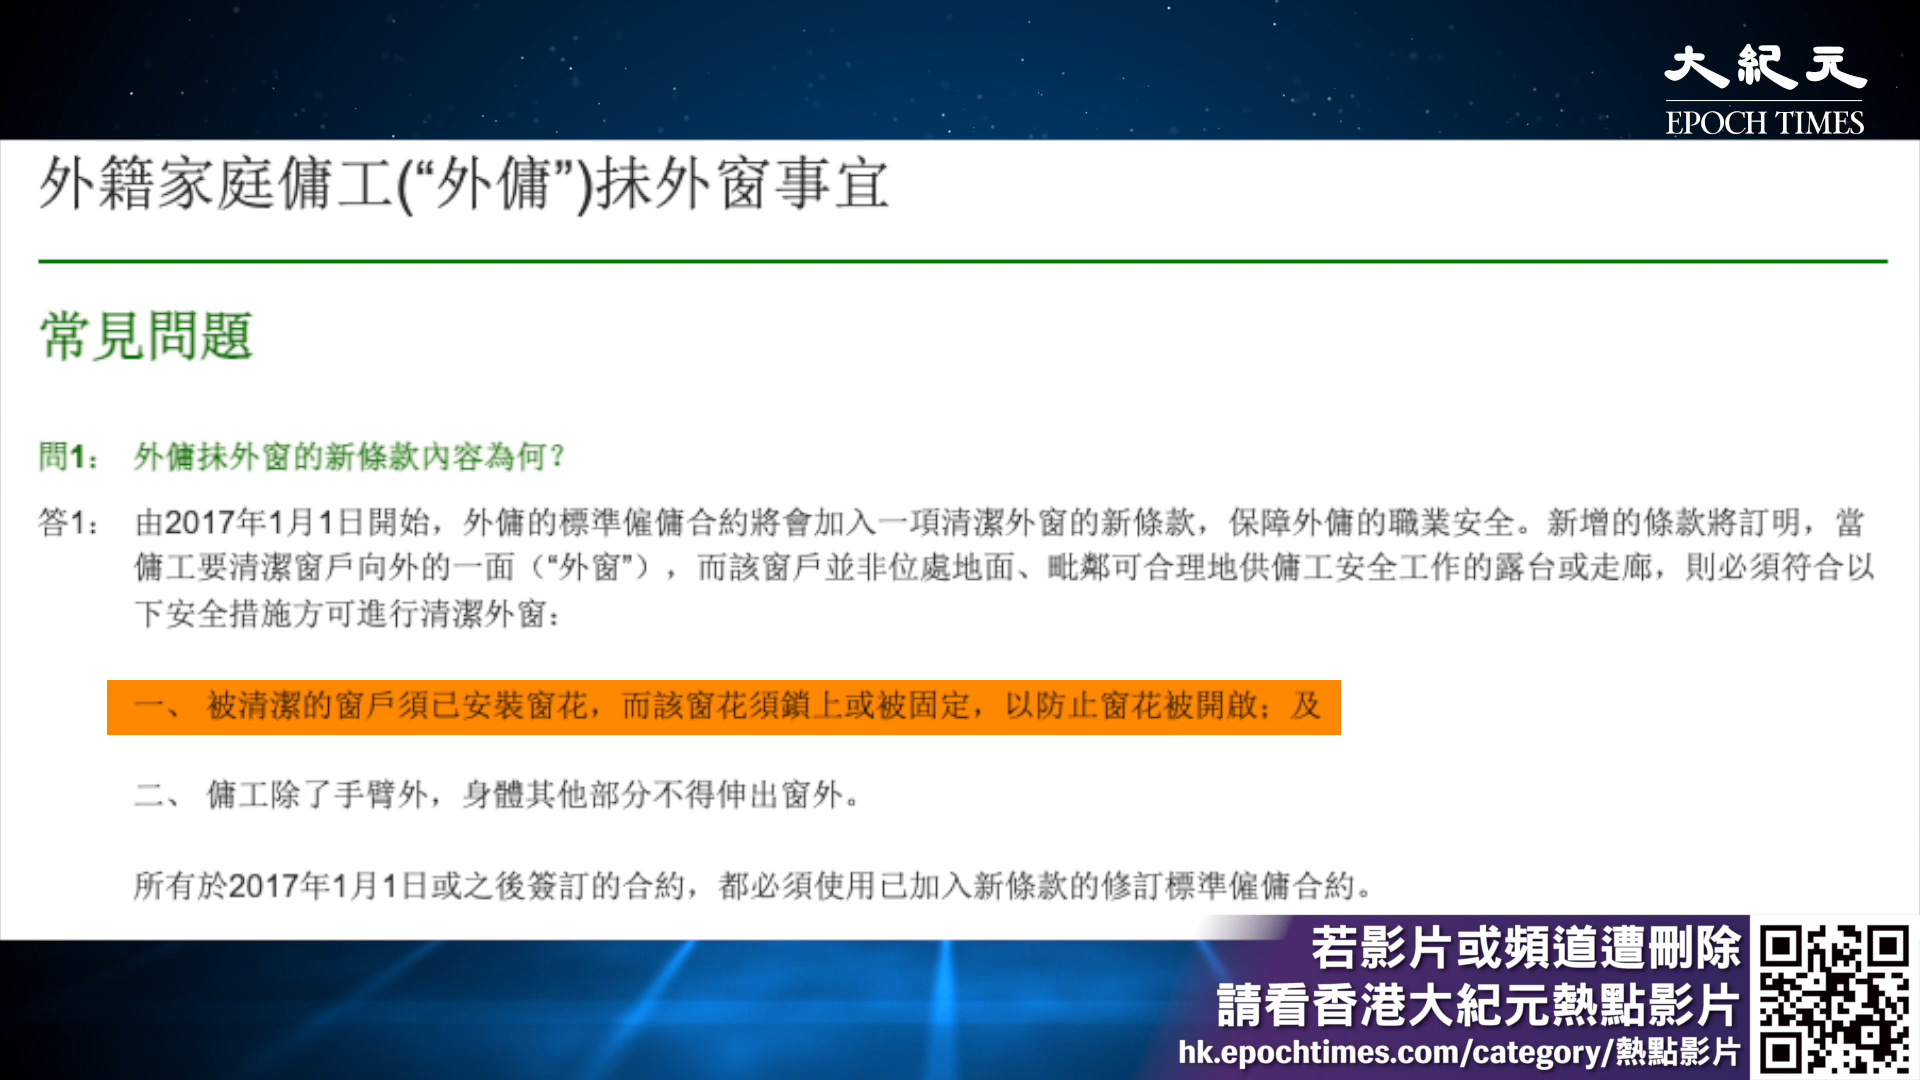 大紀元
EPOCH TIMES
外籍家庭傭工(“外傭”)抹外窗事宜
常見問題
問1： 外傭抹外窗的新條款內容為何？
答1： 由2017年1月1日開始，外傭的標準僱傭合約將會加入一項清潔外窗的新條款，保障外傭的職業安全。新增的條款將訂明，當
傭工要清潔窗戶向外的一面（“外窗”），而該窗戶並非位處地面、毗鄰可合理地供傭工安全工作的露台或走廊，則必須符合以
下安全措施方可進行清潔外窗：
一、 被清潔的窗戶須已安裝窗花，而該窗花須鎖上或被固定，以防止窗花被開啟；及
二、 傭工除了手臂外，身體其他部分不得伸出窗外。
所有於2017年1月1日或之後簽訂的合約，都必須使用已加入新條款的修訂標準僱傭合約。
若影片或頻道遭刪除
請看香港大紀元熱點影片
hk.epochtimes.com/category/熱點影片